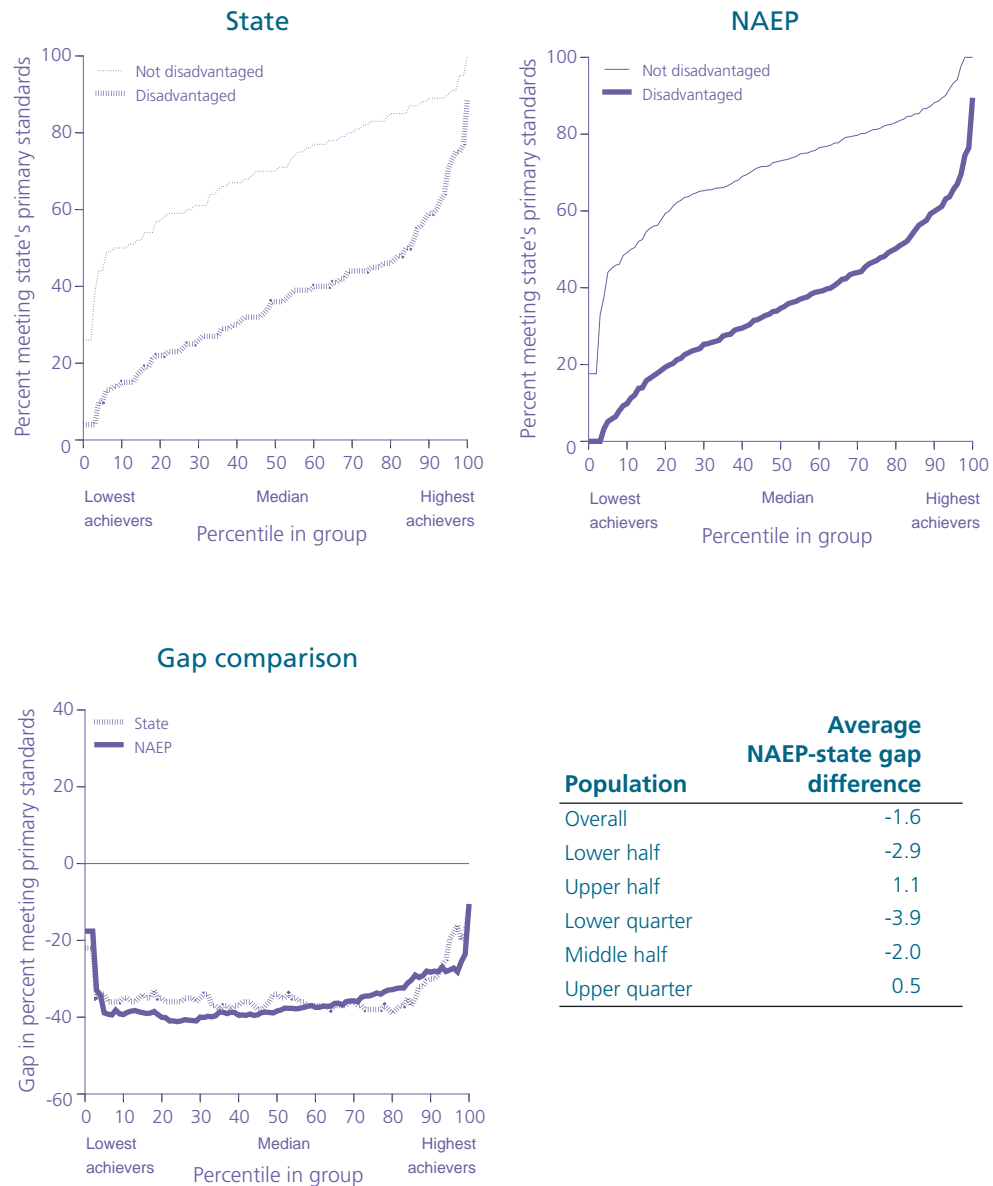 State
Percent meeting state's primary standards
100
80
60
40
20
0
Not disadvantaged
Disadvantaged
0 10 20 30 40 50 60 70 80 90 100
Lowest achievers
Median
Highest achievers
Percentile in group
NAEP
Percent meeting state's primary standards
100
80
60
40
20
0
Not disadvantaged
Disadvantaged
0 10 20 30 40 50 60 70 80 90 100
Lowest achievers
Median
Highest achievers
Percentile in group
Gap comparison
Gap in percent meeting primary standards
40
20
0
-20
-40
-60
State
NAEP
0 10 20 30 40 50 60 70 80 90 100
Lowest achievers
Median
Highest achievers
Percentile in group
Average
NAEP-state gap
Population difference
Overall -1.6
Lower half -2.9
Upper half 1.1
Lower quarter -3.9
Middle half -2.0
Upper quarter 0.5